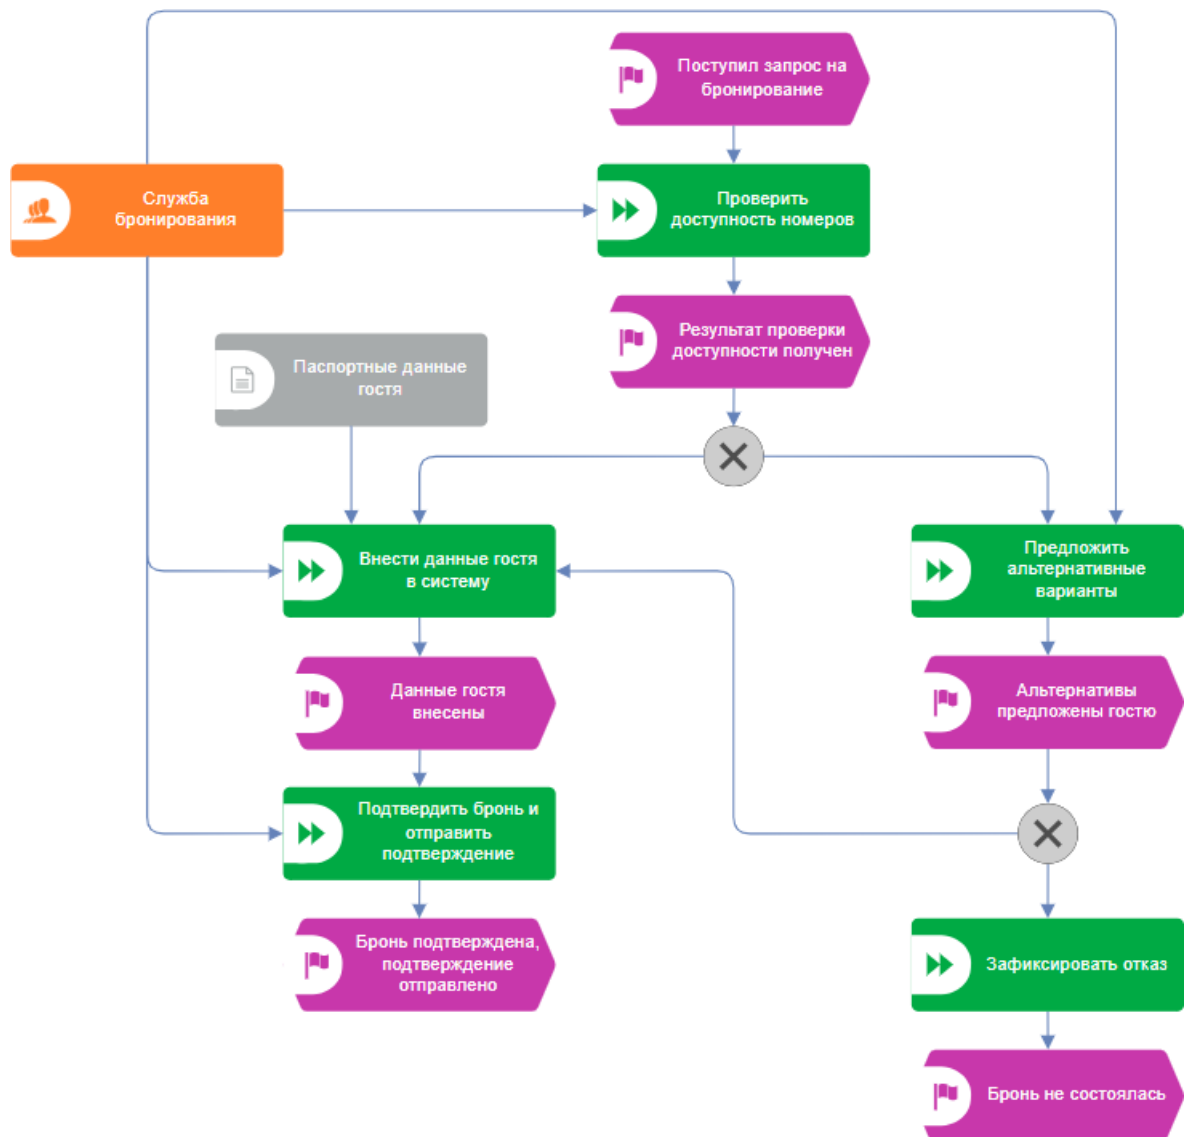 Поступил запрос на
бронирование
Служба
бронирования
Проверить
доступность номеров
Результат проверки
доступности получен
Паспортные данные
гостя
Внести данные гостя
в систему
Предложить
альтернативные
варианты
Данные гостя
внесены
Альтернативы
предложены гостю
Подтвердить бронь и
отправить
подтверждение
Бронь подтверждена,
подтверждение
отправлено
Зафиксировать отказ
Бронь не состоялась